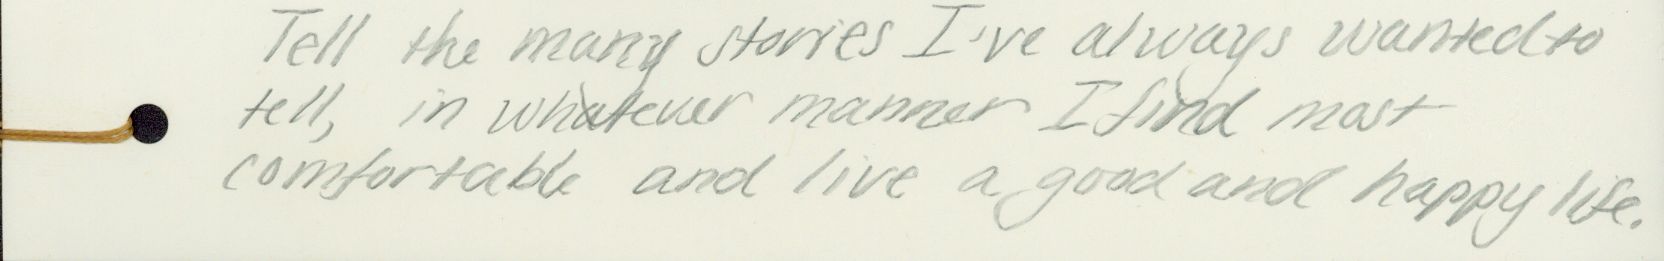 Tell the many stories I've always wanted to
tell, in whatever manner I find most
comfortable and live a good and happy life.